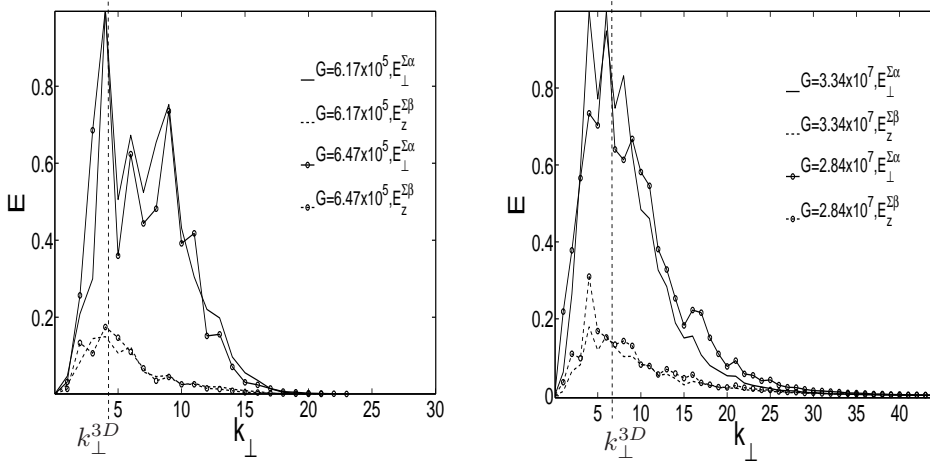 0.8
0.6
0.4
0.2
E
G=6.17x10^5,E_⊥^Σα
G=6.17x10^5,E_z^Σβ
G=6.47x10^5,E_⊥^Σα
G=6.47x10^5,E_z^Σβ
5 10 15 20 25 30
k_⊥^3D
k_⊥
0.8
0.6
0.4
0.2
0
E
G=3.34x10^7,E_⊥^Σα
G=3.34x10^7,E_z^Σβ
G=2.84x10^7,E_⊥^Σα
G=2.84x10^7,E_z^Σβ
5 10 15 20 25 30 35 40
k_⊥^3D
k_⊥